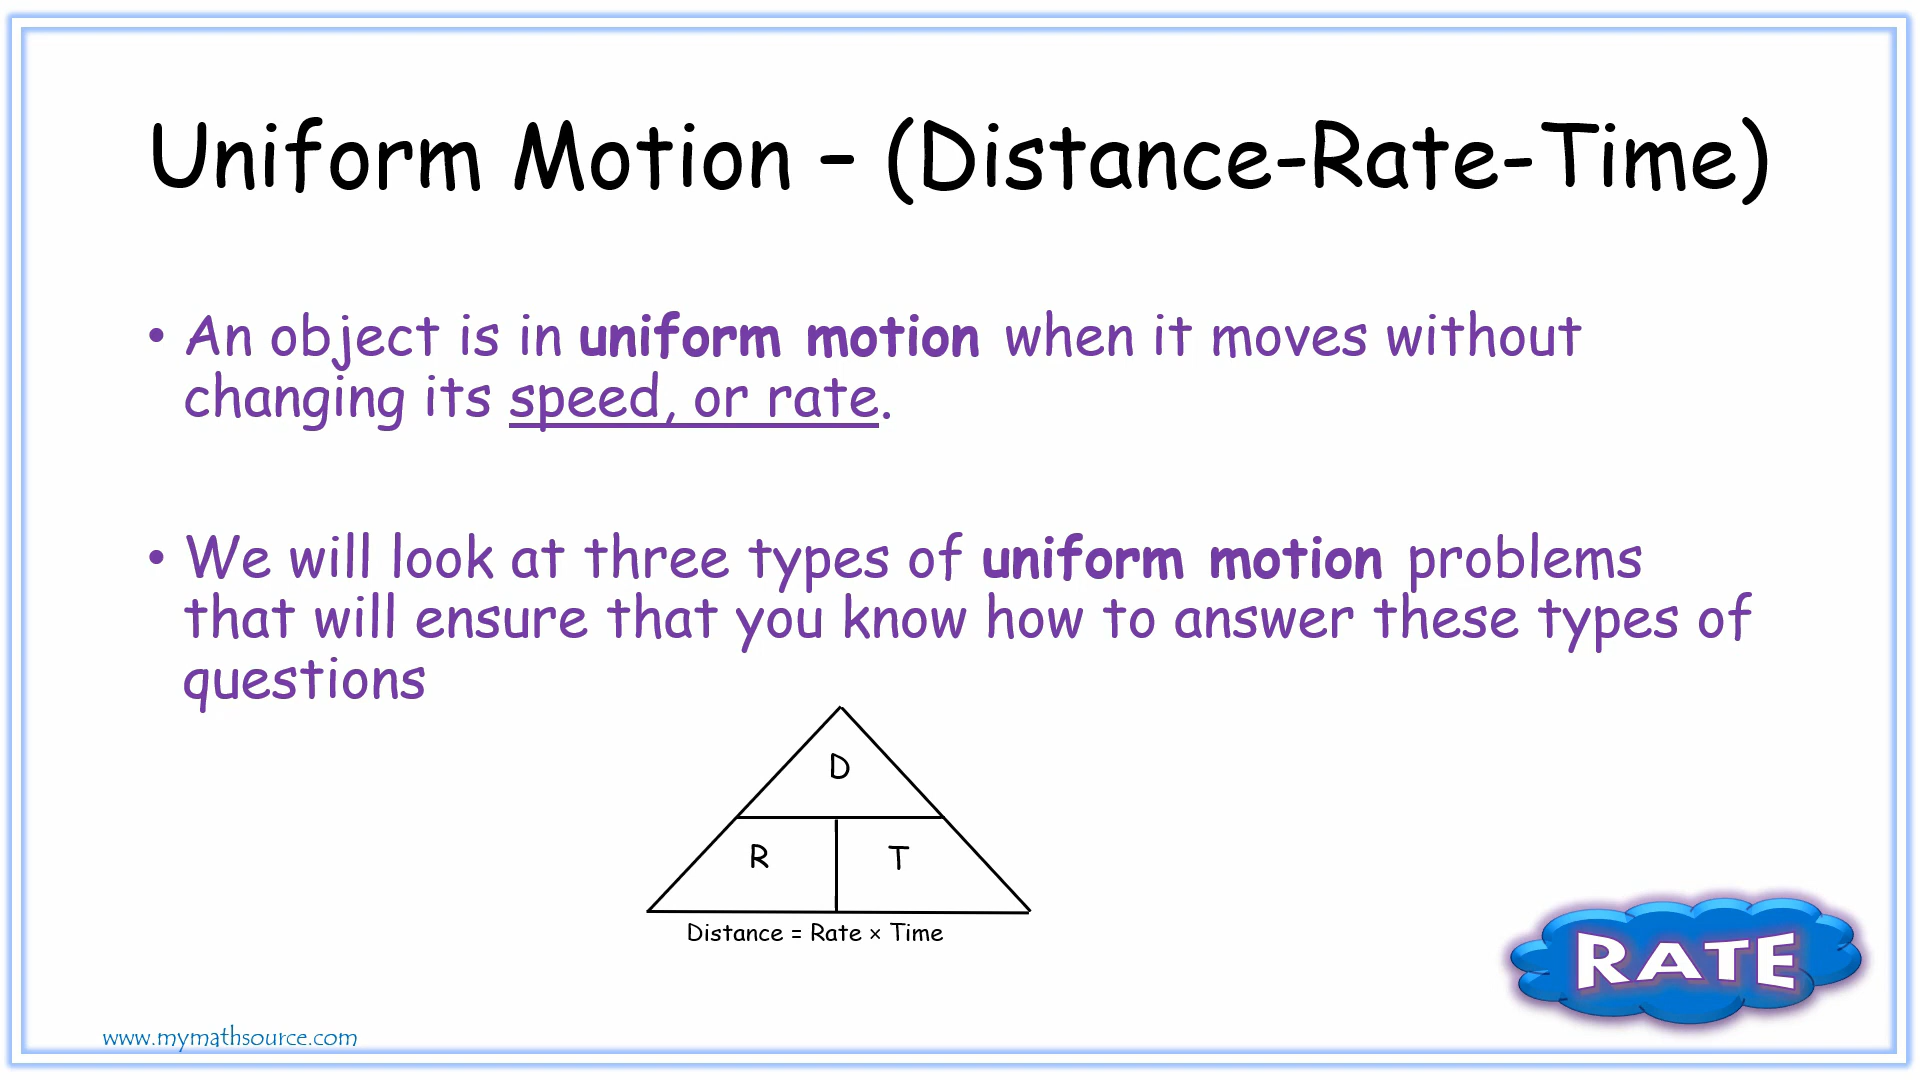 Uniform Motion – (Distance-Rate-Time)
• An object is in uniform motion when it moves without
changing its speed, or rate.
• We will look at three types of uniform motion problems
that will ensure that you know how to answer these types of
questions
D
R T
Distance = Rate × Time
RATE
www.mymathsource.com